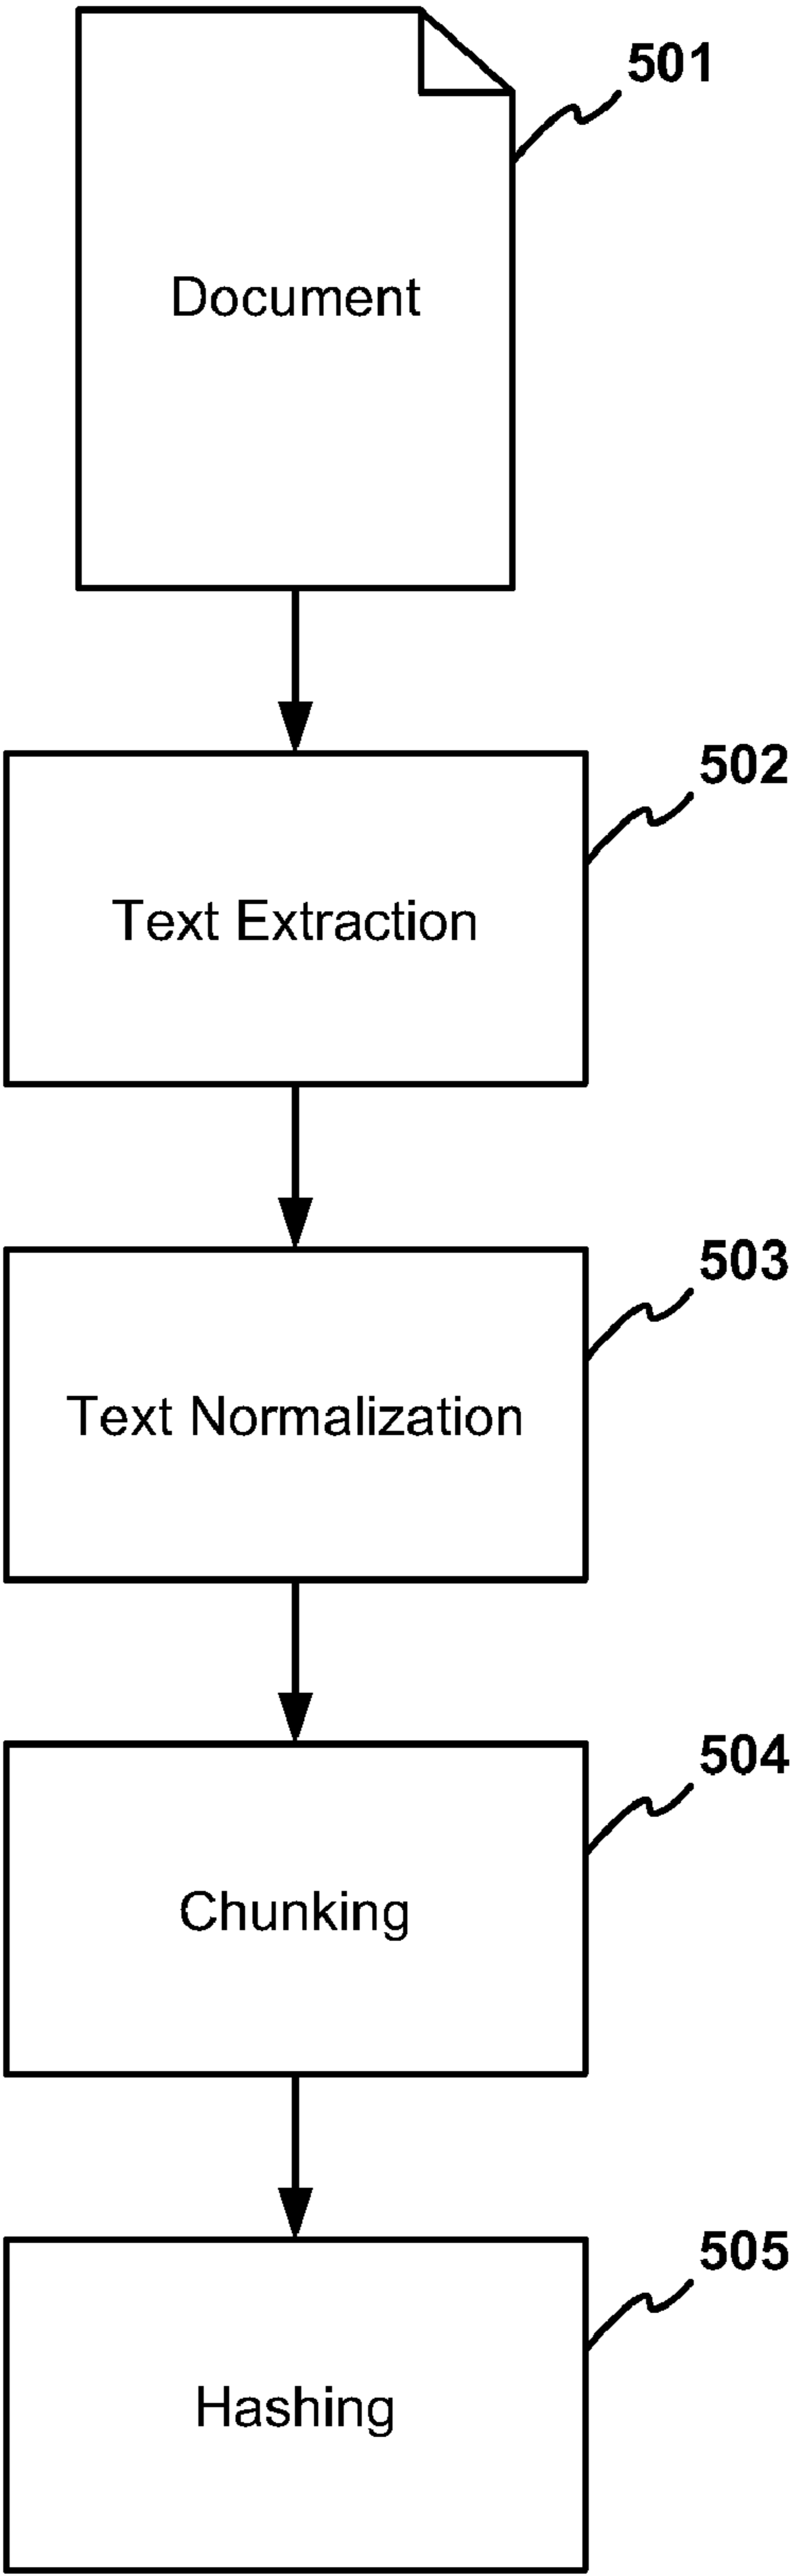 501
Document
502
Text Extraction
503
Text Normalization
504
Chunking
505
Hashing